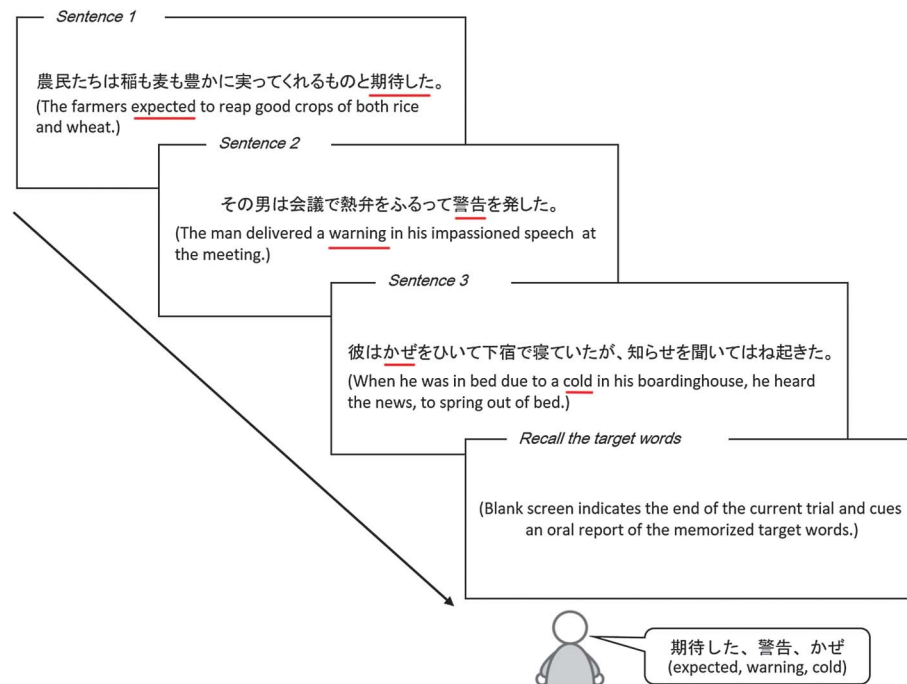 Sentence 1
農民たちは稲も麦も豊かに実ってくれるものと期待した。
(The farmers expected to reap good crops of both rice
and wheat.)
Sentence 2
その男は会議で熱弁をふるって警告を発した。
(The man delivered a warning in his impassioned speech at
the meeting.)
Sentence 3
彼はかぜをひいて下宿で寝ていたが、知らせを聞いてはね起きた。
(When he was in bed due to a cold in his boardinghouse, he heard
the news, to spring out of bed.)
Recall the target words
(Blank screen indicates the end of the current trial and cues
an oral report of the memorized target words.)
期待した、警告、かぜ
(expected, warning, cold)